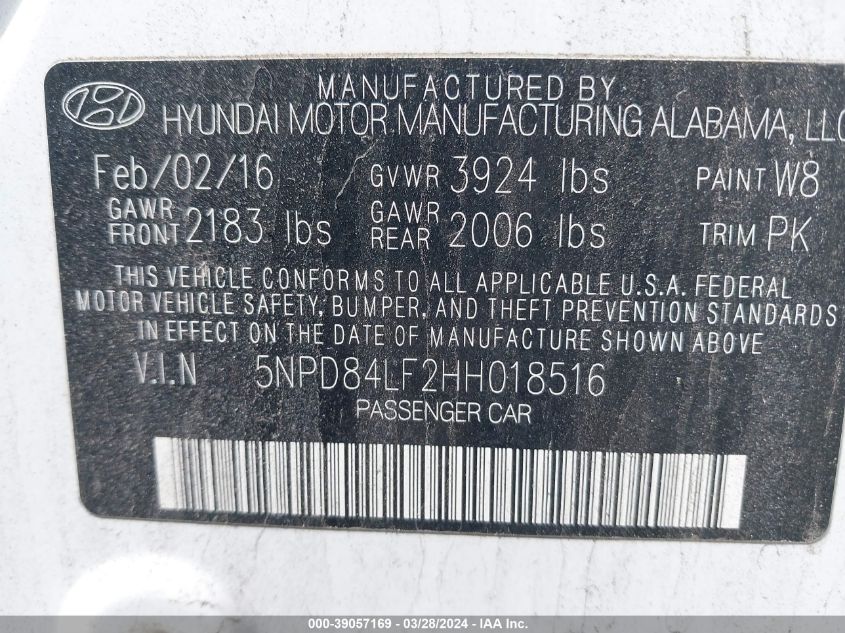 MANUFACTURED BY
HYUNDAI MOTOR MANUFACTURING ALABAMA, LLC
Feb/02/16 GVWR 3924 lbs PAINT W8
GAWR FRONT 2183 lbs GAWR REAR 2006 lbs TRIM PK
THIS VEHICLE CONFORMS TO ALL APPLICABLE U.S.A. FEDERAL
MOTOR VEHICLE SAFETY, BUMPER, AND THEFT PREVENTION STANDARDS
IN EFFECT ON THE DATE OF MANUFACTURE SHOWN ABOVE
V.I.N 5NPD84LF2HH018516
PASSENGER CAR
000-39057169 - 03/28/2024 - IAA Inc.